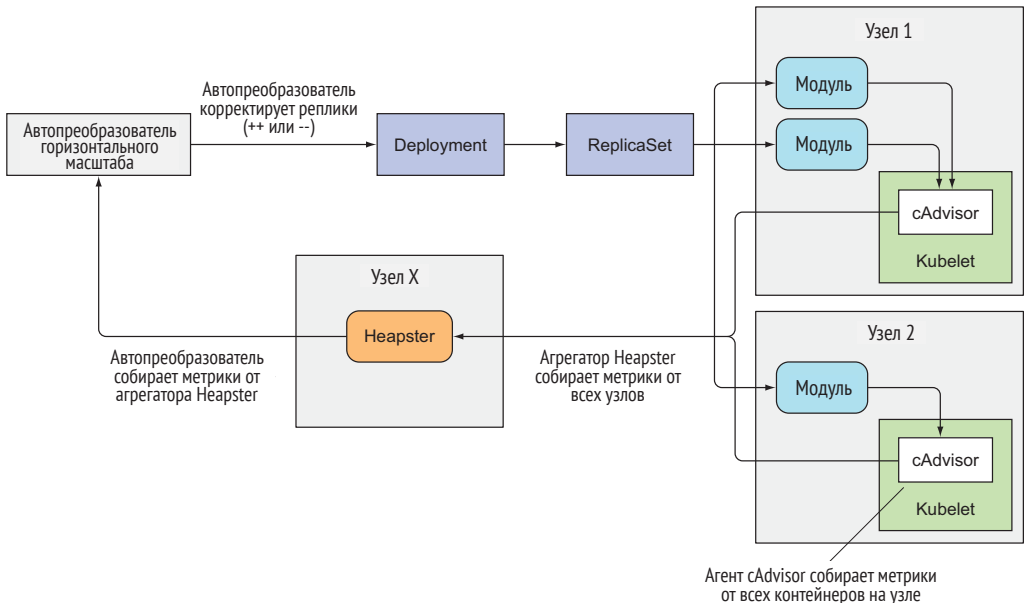 Узел 1
Модуль
Автопреобразователь
корректирует реплики
(++ или --)
Автопреобразователь
горизонтального
масштаба
Deployment
ReplicaSet
Модуль
cAdvisor
Kubelet
Узел X
Heapster
Узел 2
Автопреобразователь
собирает метрики от
агрегатора Heapster
Агрегатор Heapster
собирает метрики от
всех узлов
Модуль
cAdvisor
Kubelet
Агент cAdvisor собирает метрики
от всех контейнеров на узле